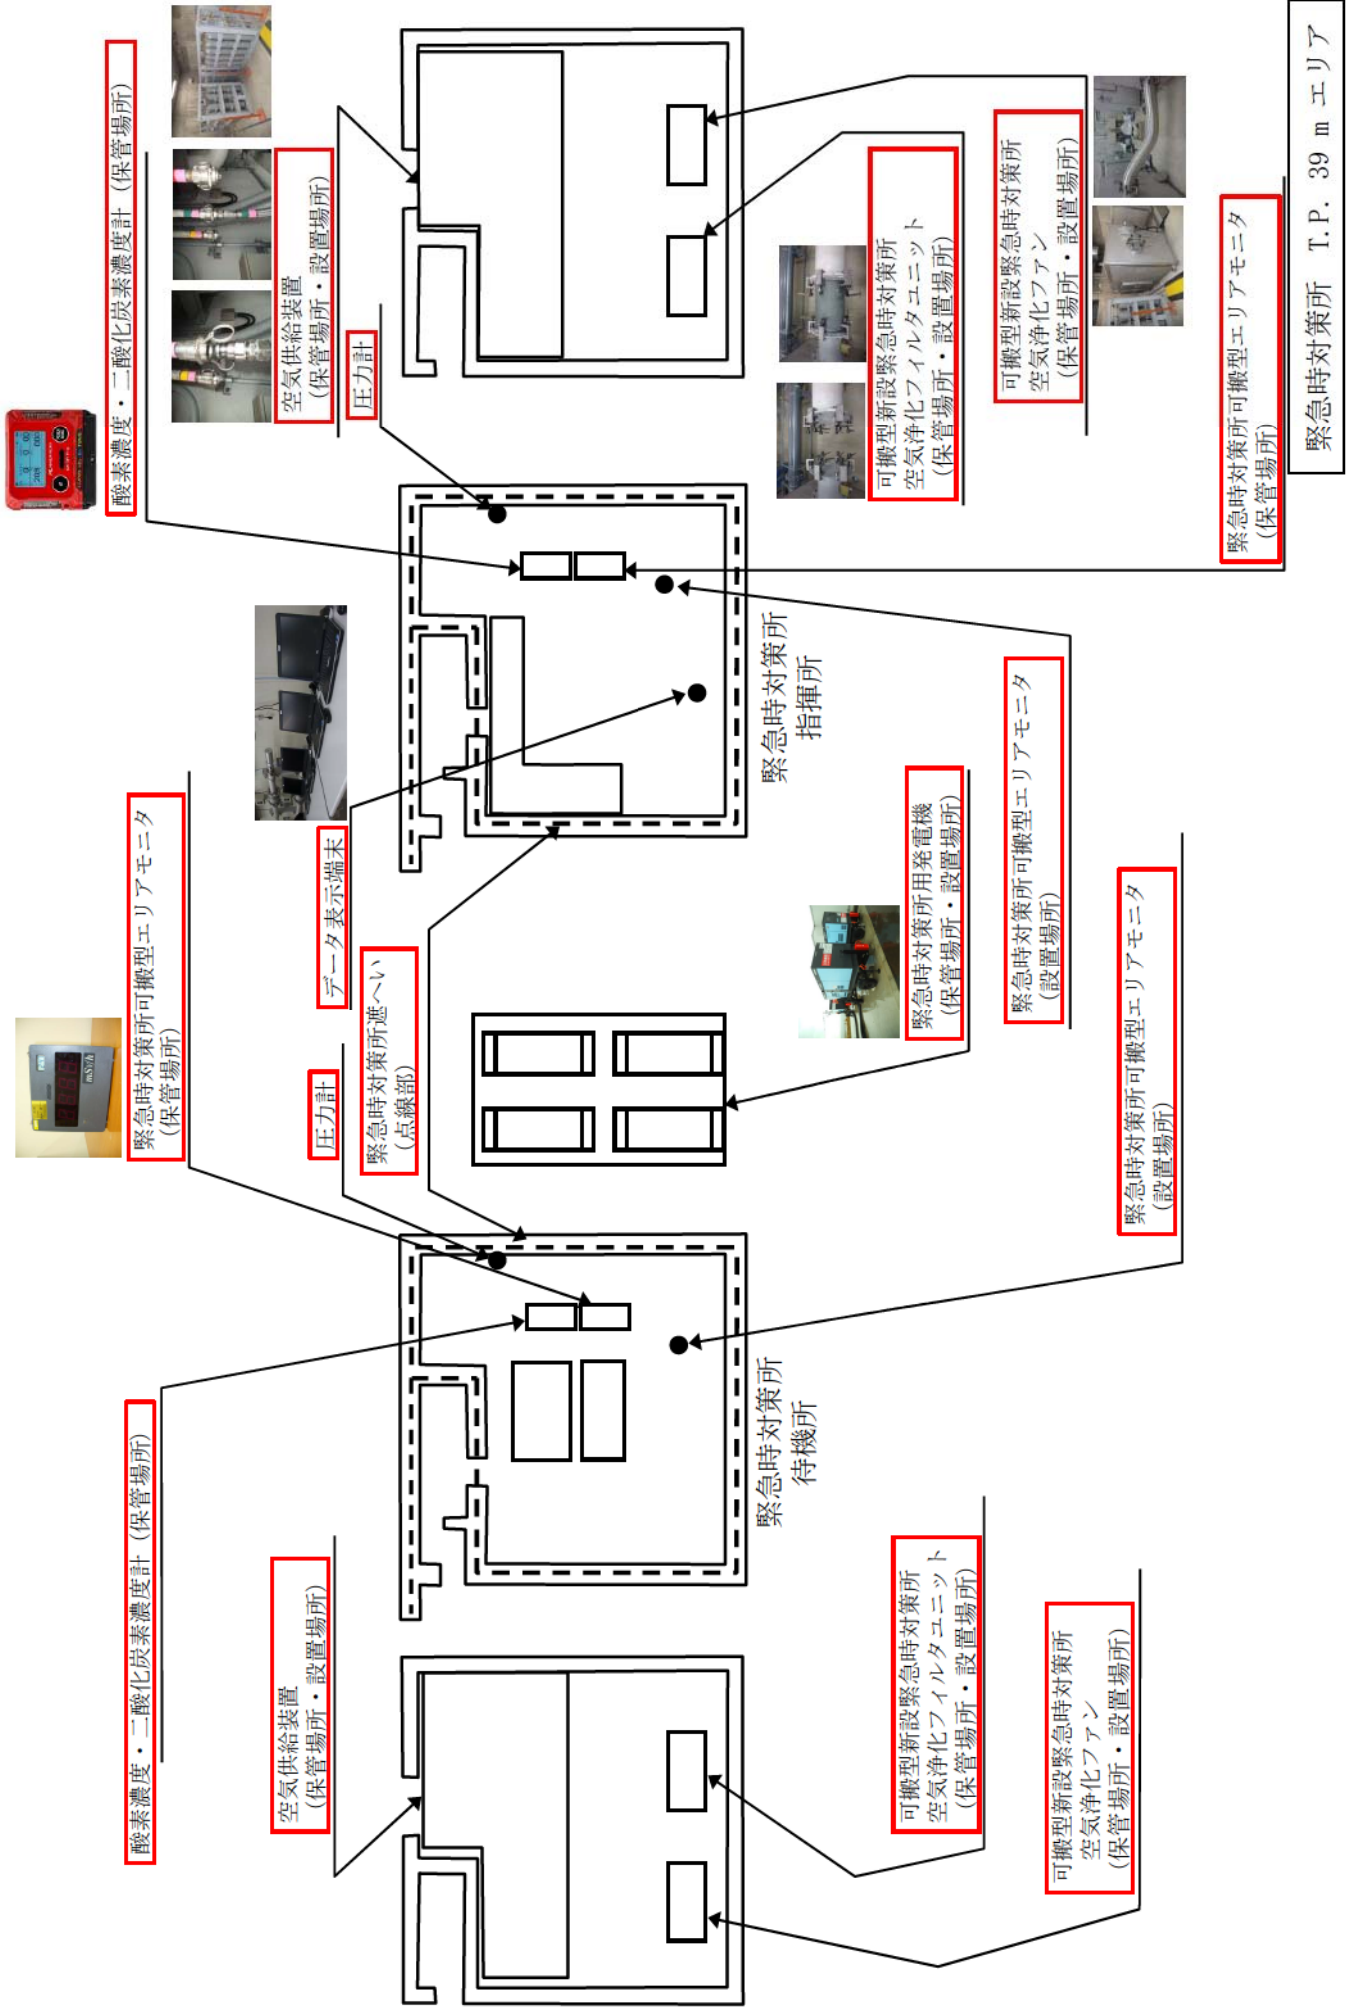 酸素濃度・二酸化炭素濃度計（保管場所）
空気供給装置
（保管場所・設置場所）
緊急時対策所可搬型エリアモニタ
（保管場所）
圧力計
緊急時対策所遮へい
（点線部）
データ表示端末
酸素濃度・二酸化炭素濃度計（保管場所）
空気供給装置
（保管場所・設置場所）
圧力計
緊急時対策所
待機所
緊急時対策所
指揮所
可搬型新設緊急時対策所
空気浄化フィルタユニット
（保管場所・設置場所）
可搬型新設緊急時対策所
空気浄化ファン
（保管場所・設置場所）
緊急時対策所用発電機
（保管場所・設置場所）
緊急時対策所可搬型エリアモニタ
（設置場所）
緊急時対策所可搬型エリアモニタ
（設置場所）
可搬型新設緊急時対策所
空気浄化フィルタユニット
（保管場所・設置場所）
可搬型新設緊急時対策所
空気浄化ファン
（保管場所・設置場所）
緊急時対策所可搬型エリアモニタ
（保管場所）
緊急時対策所 T.P. 39 m エリア
mSv/h